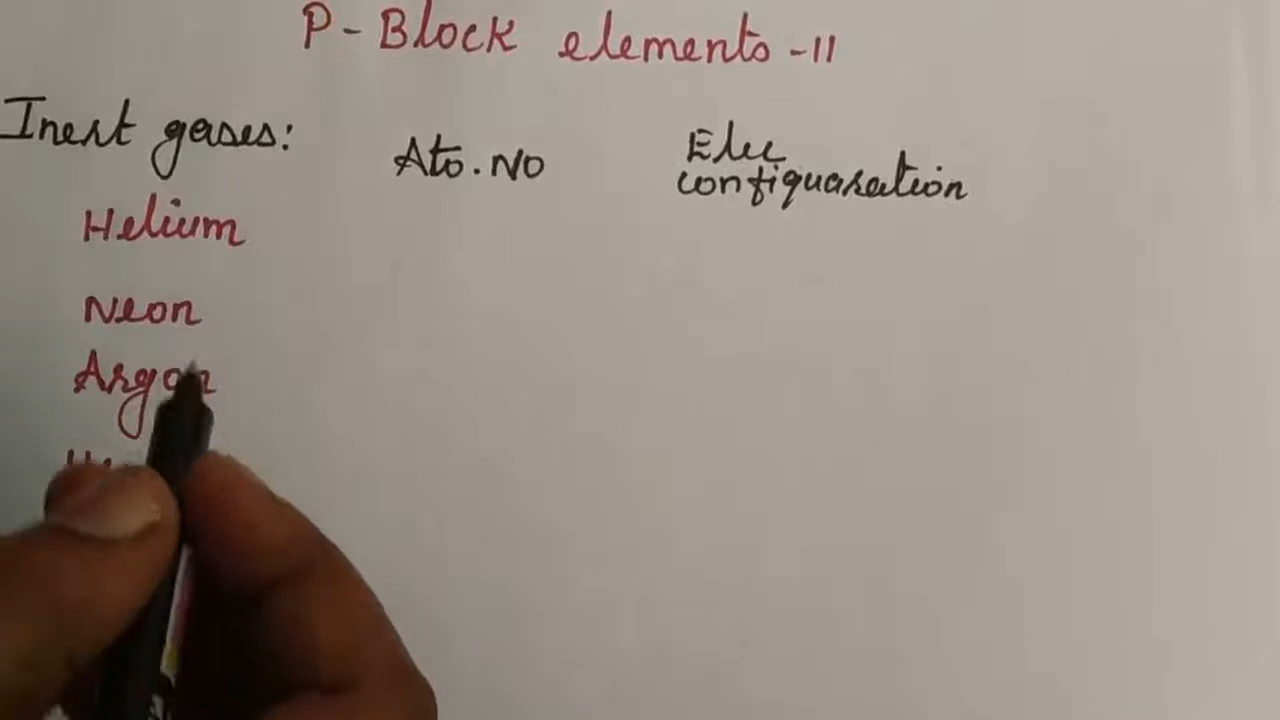 P-Block elements -II
Inert gases:
Ato. No
Elec
configuaration
Helium
Neon
Argon